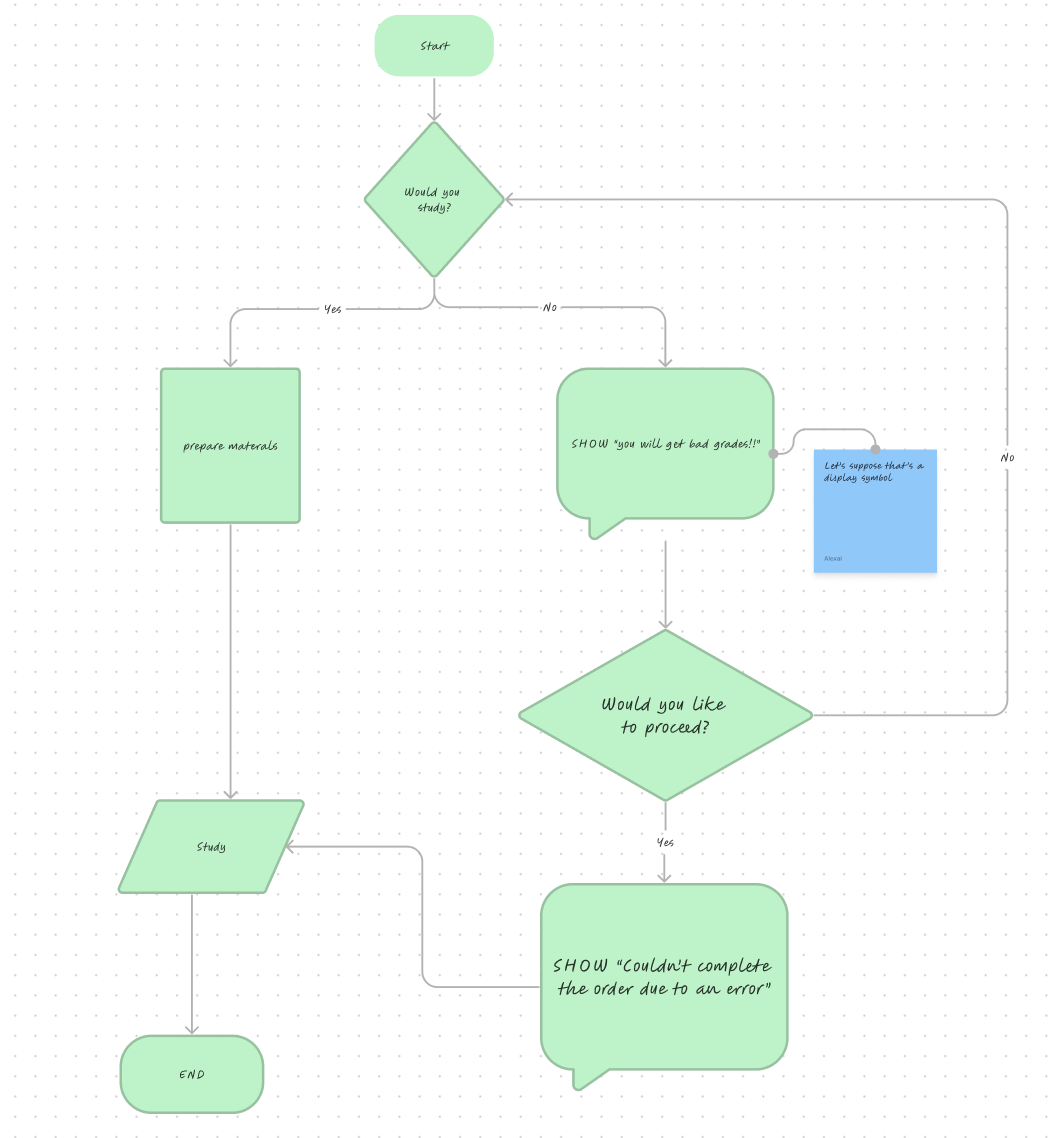 Start
Would you
study?
Yes
No
prepare materals
SHOW "you will get bad grades!!"
Let's suppose that's a
display symbol
Alexal
No
Would you like
to proceed?
Yes
Study
SHOW "Couldn't complete
the order due to an error"
END